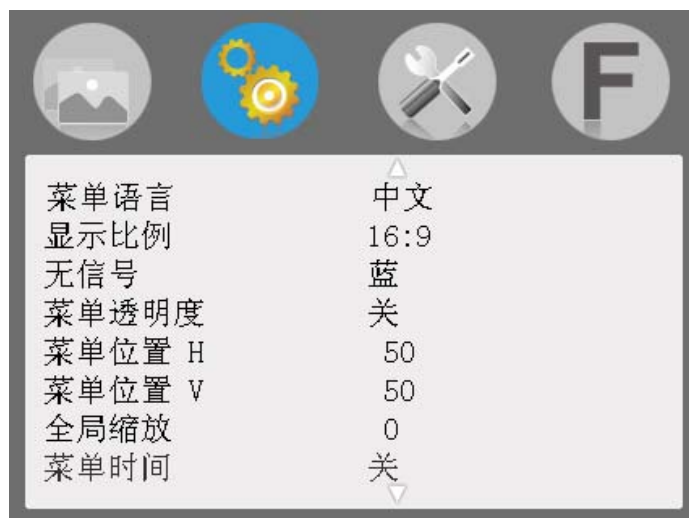 F
菜单语言 中文
显示比例 16:9
无信号 蓝
菜单透明度 关
菜单位置 H 50
菜单位置 V 50
全局缩放 0
菜单时间 关